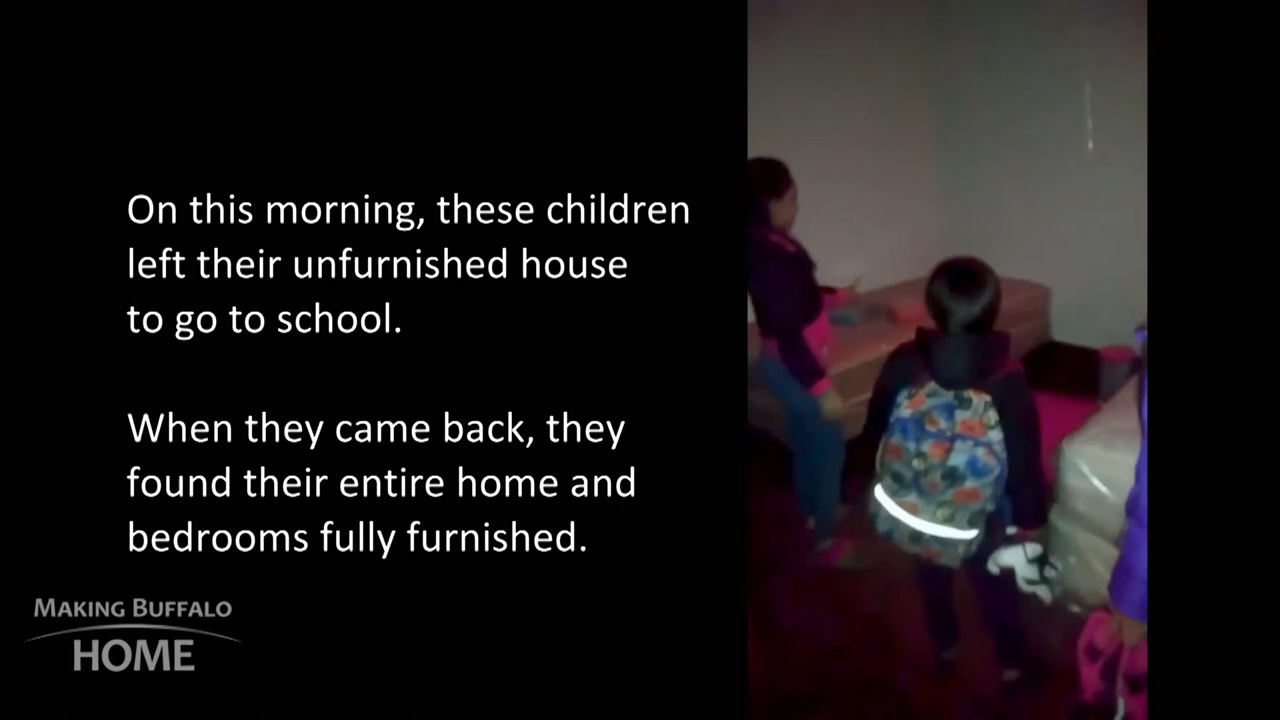 On this morning, these children
left their unfurnished house
to go to school.
When they came back, they
found their entire home and
bedrooms fully furnished.
MAKING BUFFALO
HOME